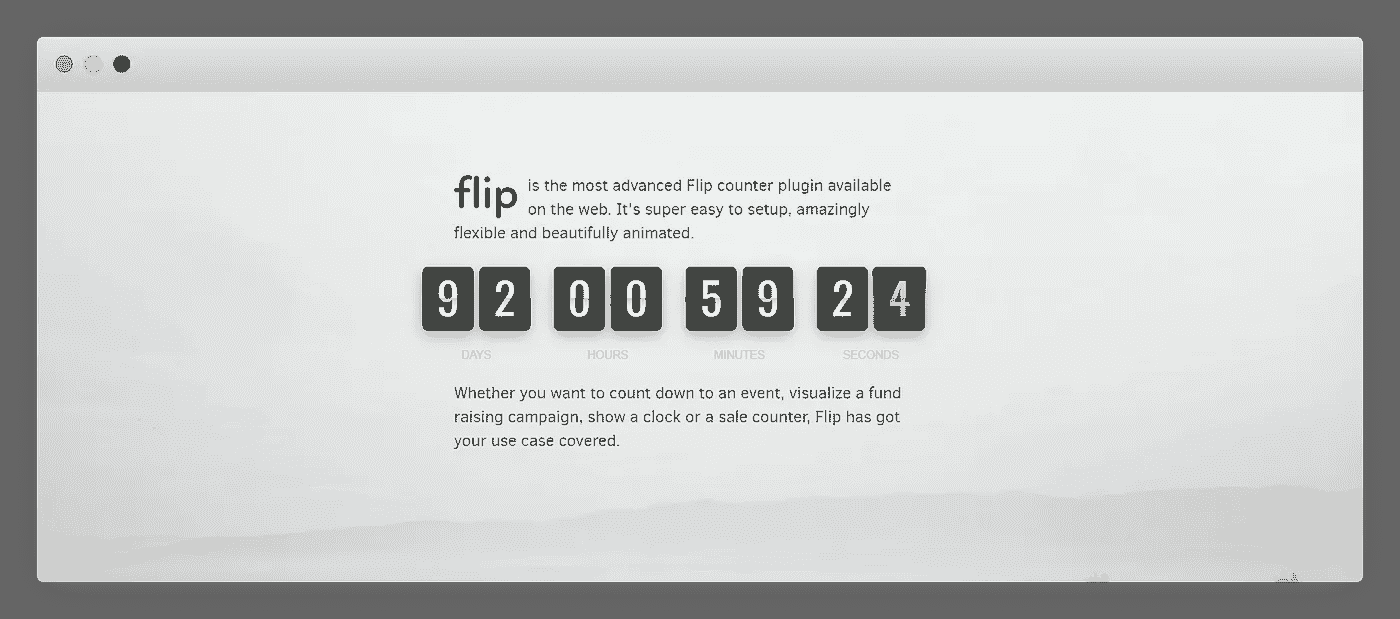 flip is the most advanced Flip counter plugin available
on the web. It's super easy to setup, amazingly
flexible and beautifully animated.
92 00 59 24
DAYS HOURS MINUTES SECONDS
Whether you want to count down to an event, visualize a fund
raising campaign, show a clock or a sale counter, Flip has got
your use case covered.